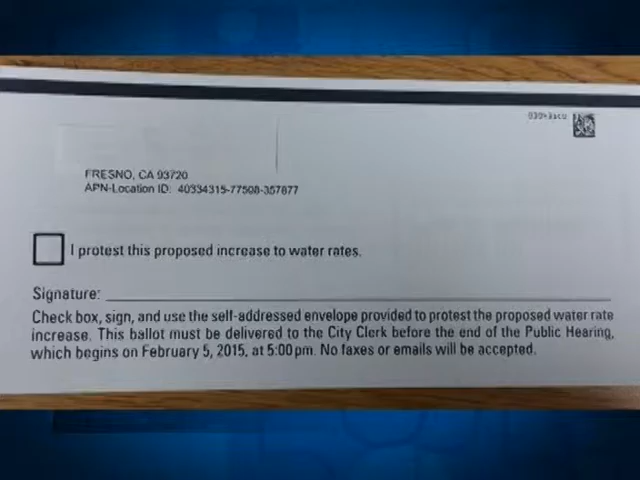 FRESNO, CA 93720
APN-Location ID: 40334315-77508-357877
I protest this proposed increase to water rates.
Signature:
Check box, sign, and use the self-addressed envelope provided to protest the proposed water rate
increase. This ballot must be delivered to the City Clerk before the end of the Public Hearing,
which begins on February 5, 2015, at 5:00 pm. No faxes or emails will be accepted.